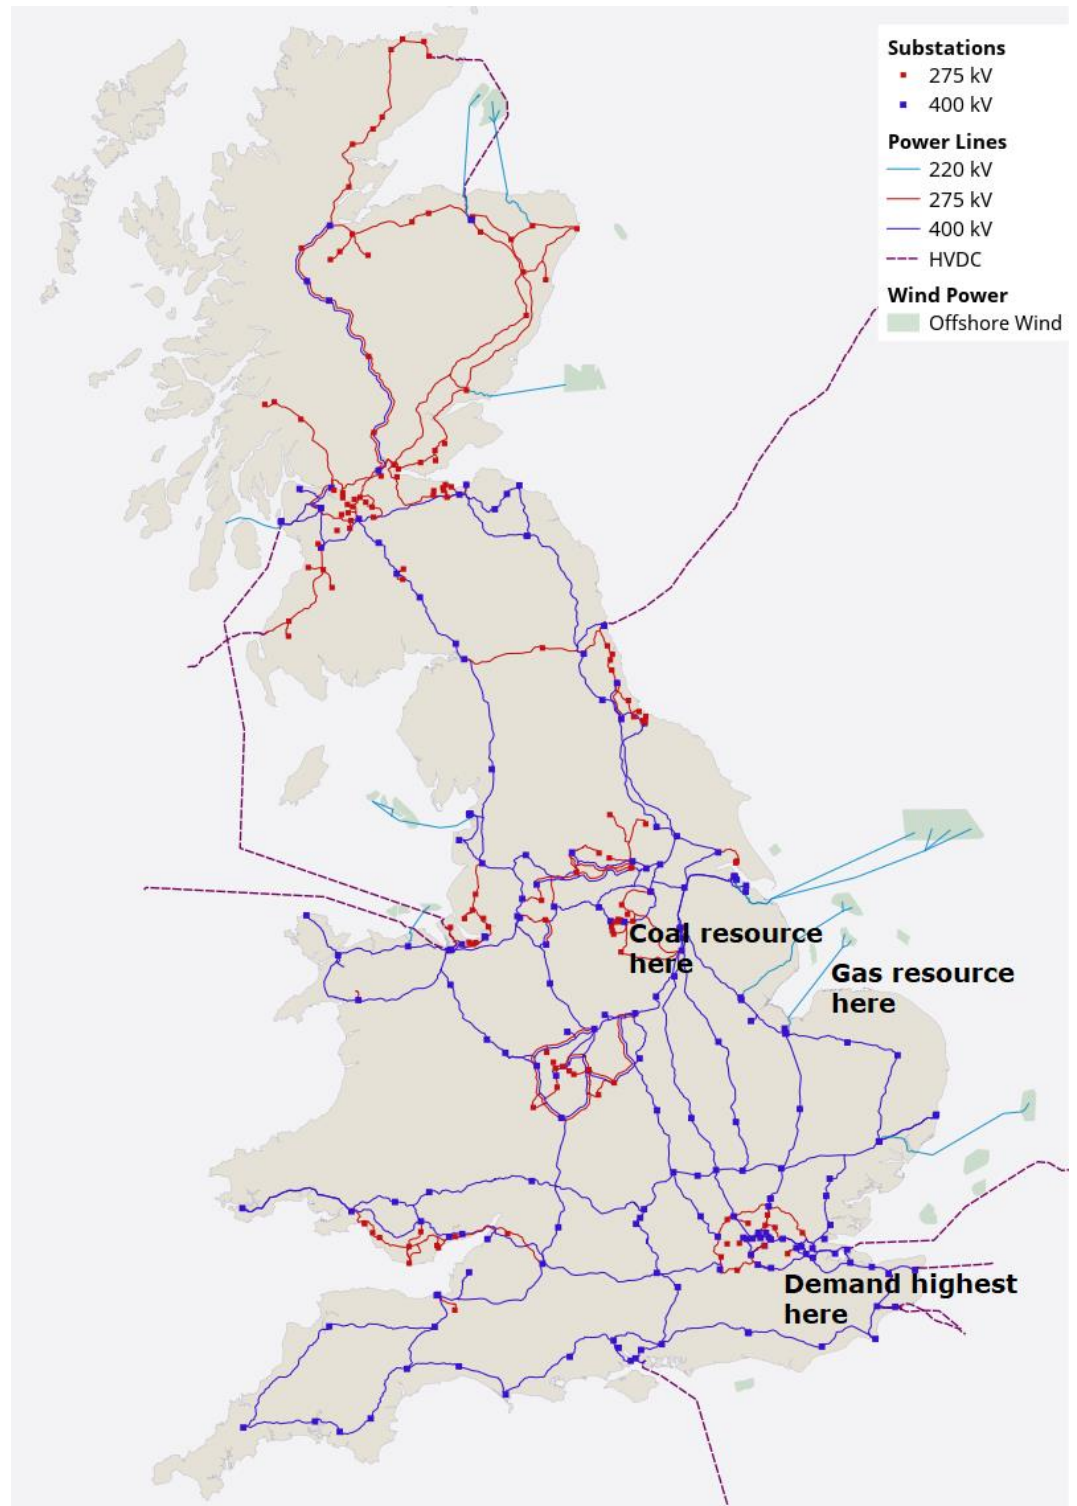 Substations
275 kV
400 kV
Power Lines
220 kV
275 kV
400 kV
HVDC
Wind Power
Offshore Wind
Coal resource
here
Gas resource
here
Demand highest
here